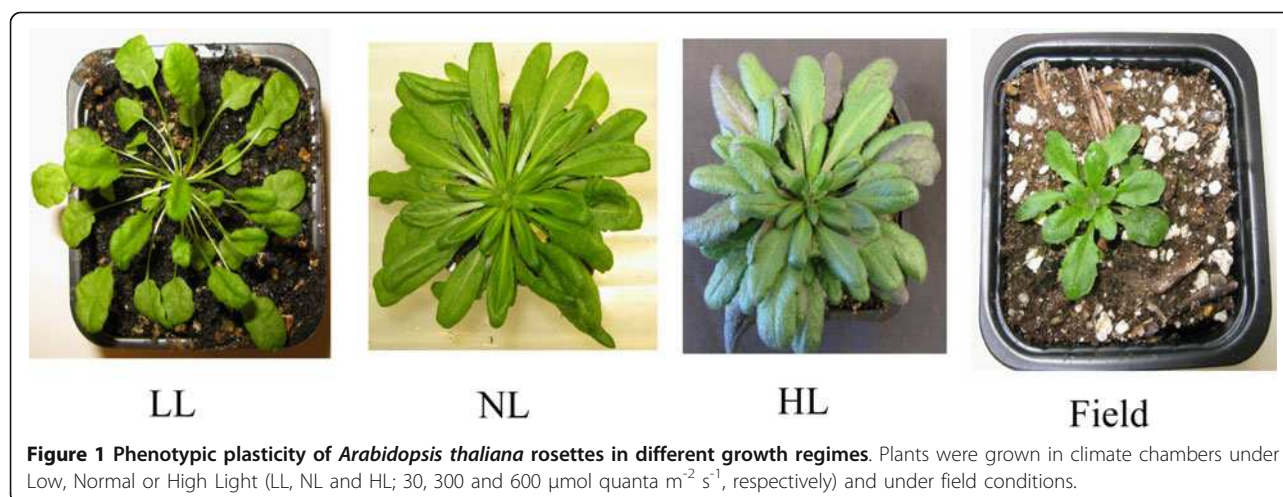 LL NL HL Field
Figure 1 Phenotypic plasticity of Arabidopsis thaliana rosettes in different growth regimes. Plants were grown in climate chambers under
Low, Normal or High Light (LL, NL and HL; 30, 300 and 600 μmol quanta m⁻² s⁻¹, respectively) and under field conditions.